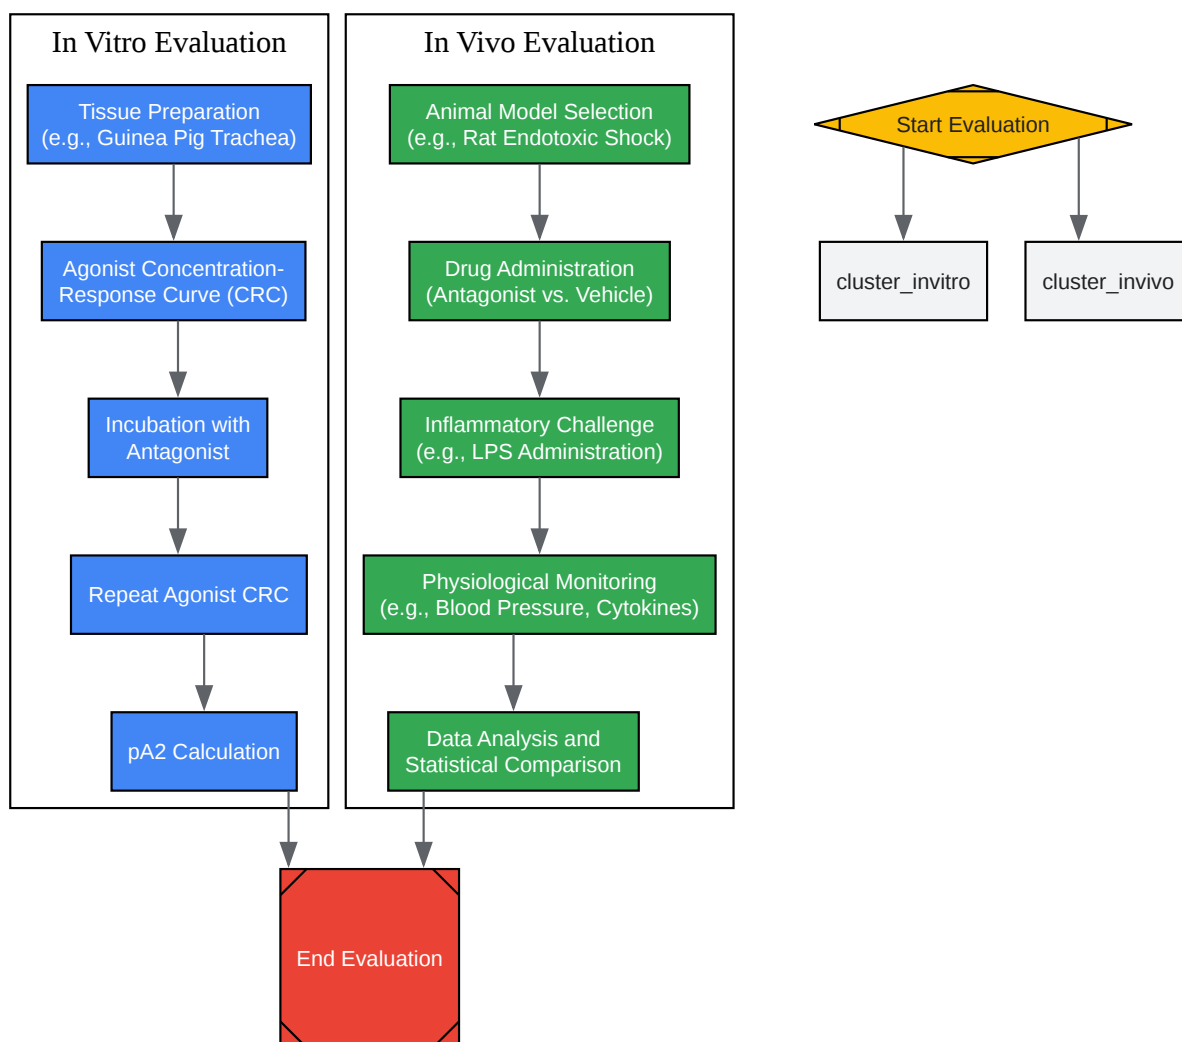 In Vitro Evaluation
Tissue Preparation
(e.g., Guinea Pig Trachea)
Agonist Concentration-
Response Curve (CRC)
Incubation with
Antagonist
Repeat Agonist CRC
pA2 Calculation
In Vivo Evaluation
Animal Model Selection
(e.g., Rat Endotoxic Shock)
Drug Administration
(Antagonist vs. Vehicle)
Inflammatory Challenge
(e.g., LPS Administration)
Physiological Monitoring
(e.g., Blood Pressure, Cytokines)
Data Analysis and
Statistical Comparison
End Evaluation
Start Evaluation
cluster_invitro
cluster_invivo